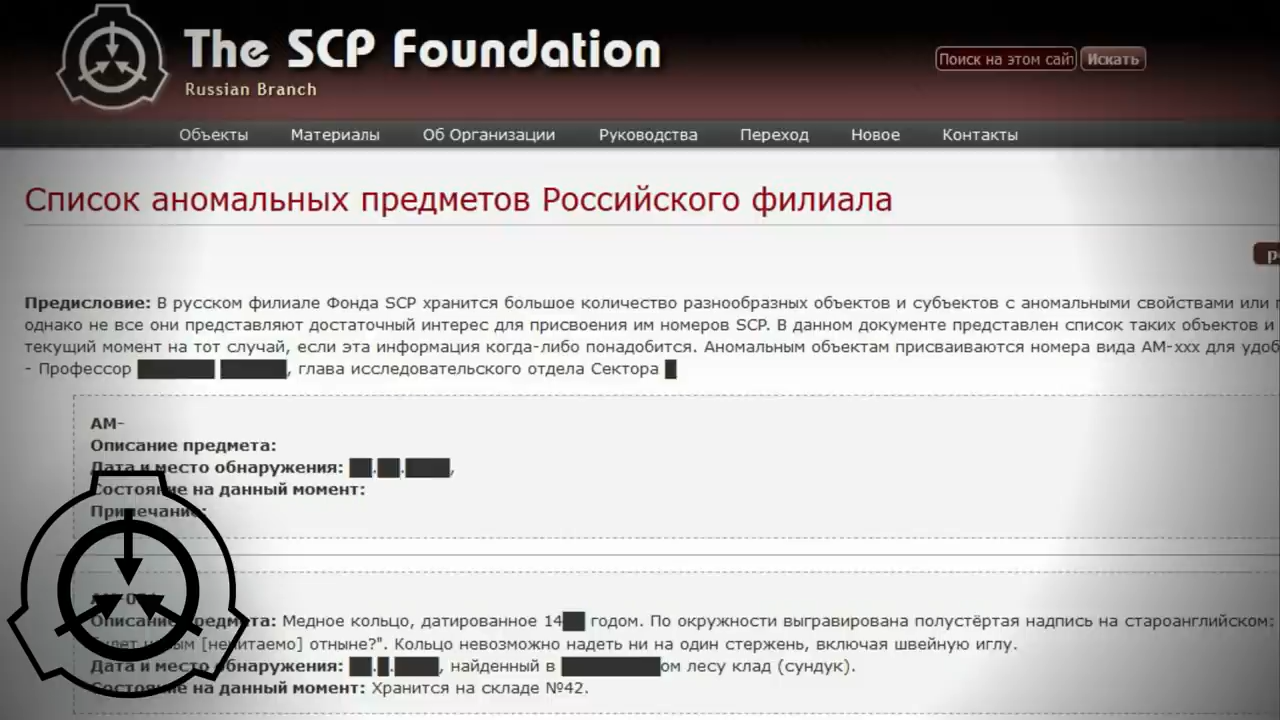 The SCP Foundation
Russian Branch
Поиск на этом сайт
Искать
Объекты Материалы Об Организации Руководства Переход Новое Контакты
Список аномальных предметов Российского филиала
Предисловие: В русском филиале Фонда SCP хранится большое количество разнообразных объектов и субъектов с аномальными свойствами или
однако не все они представляют достаточный интерес для присвоения им номеров SCP. В данном документе представлен список таких объектов и
текущий момент на тот случай, если эта информация когда-либо понадобится. Аномальным объектам присваиваются номера вида АМ-ххх для удоб
- Профессор ███████ ██████, глава исследовательского отдела Сектора █
АМ-
Описание предмета:
Дата и место обнаружения: ██.██.████,
Состояние на данный момент:
Примечание:
Описание предмета: Медное кольцо, датированное 14██ годом. По окружности выгравирована полустёртая надпись на староанглийском:
[нечитаемо] отныне?". Кольцо невозможно надеть ни на один стержень, включая швейную иглу.
Дата и место обнаружения: ██.█.████, найденный в █████████ом лесу клад (сундук).
Состояние на данный момент: Хранится на складе №42.